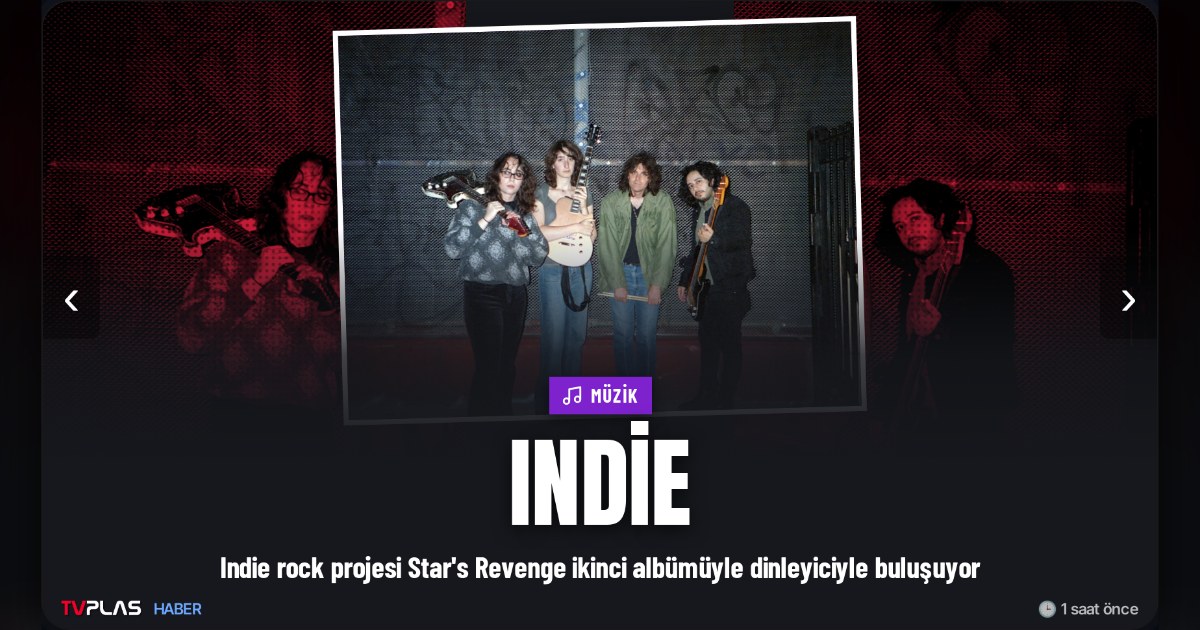 MÜZİK
INDİE
Indie rock projesi Star's Revenge ikinci albümüyle dinleyiciyle buluşuyor
TVPLAS HABER
1 saat önce